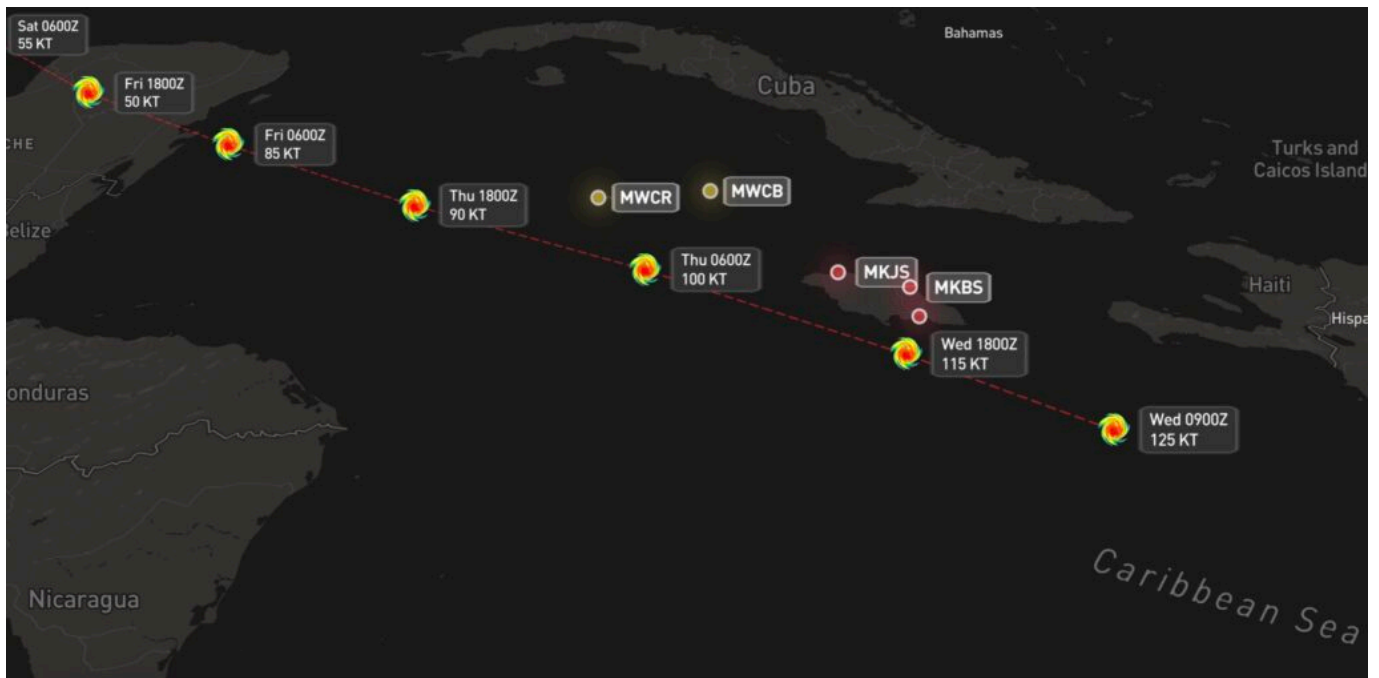 Sat 0600Z
55 KT
Bahamas
Fri 1800Z
50 KT
Cuba
Fri 0600Z
85 KT
CHE
Turks and
Caicos Island
Thu 1800Z
90 KT
MWCR
MWCB
Belize
Thu 0600Z
100 KT
MKJS
MKBS
Haiti
Hispa
Wed 1800Z
115 KT
onduras
Wed 0900Z
125 KT
Caribbean Sea
Nicaragua